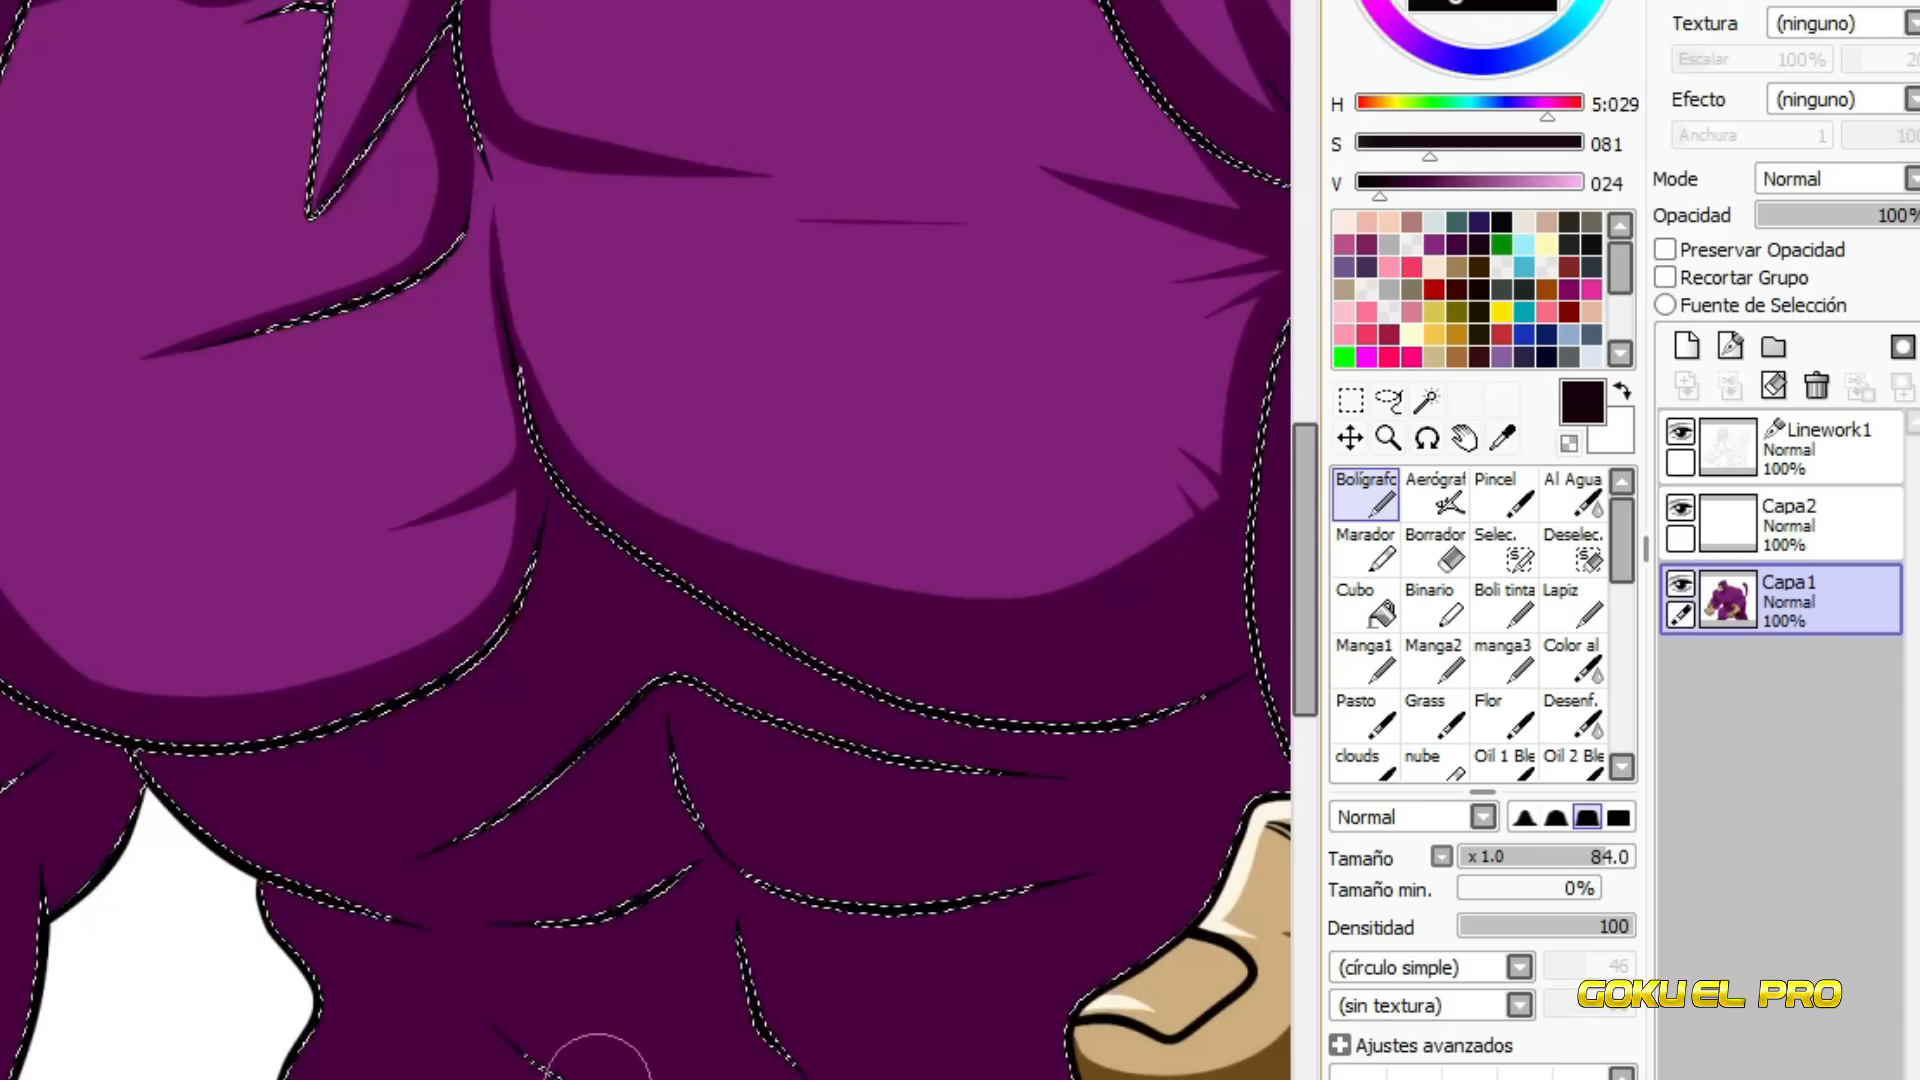 Textura (ninguno)
Escalar 100% 20
Efecto (ninguno)
Anchura 1 100
H 5:029
S 081
V 024
Mode Normal
Opacidad 100%
Preservar Opacidad
Recortar Grupo
Fuente de Selección
Linework1
Normal
100%
Capa2
Normal
100%
Capa1
Normal
100%
Bolígrafo Aerógraf Pincel Al Agua
Marador Borrador Selec. Deselec.
Cubo Binario Boli tinta Lapiz
Manga1 Manga2 manga3 Color al
Pasto Grass Flor Desenf.
clouds nube Oil 1 Ble Oil 2 Ble
Normal
Tamaño x 1.0 84.0
Tamaño min. 0%
Densitidad 100
(círculo simple) 46
(sin textura)
Ajustes avanzados
GOKU EL PRO